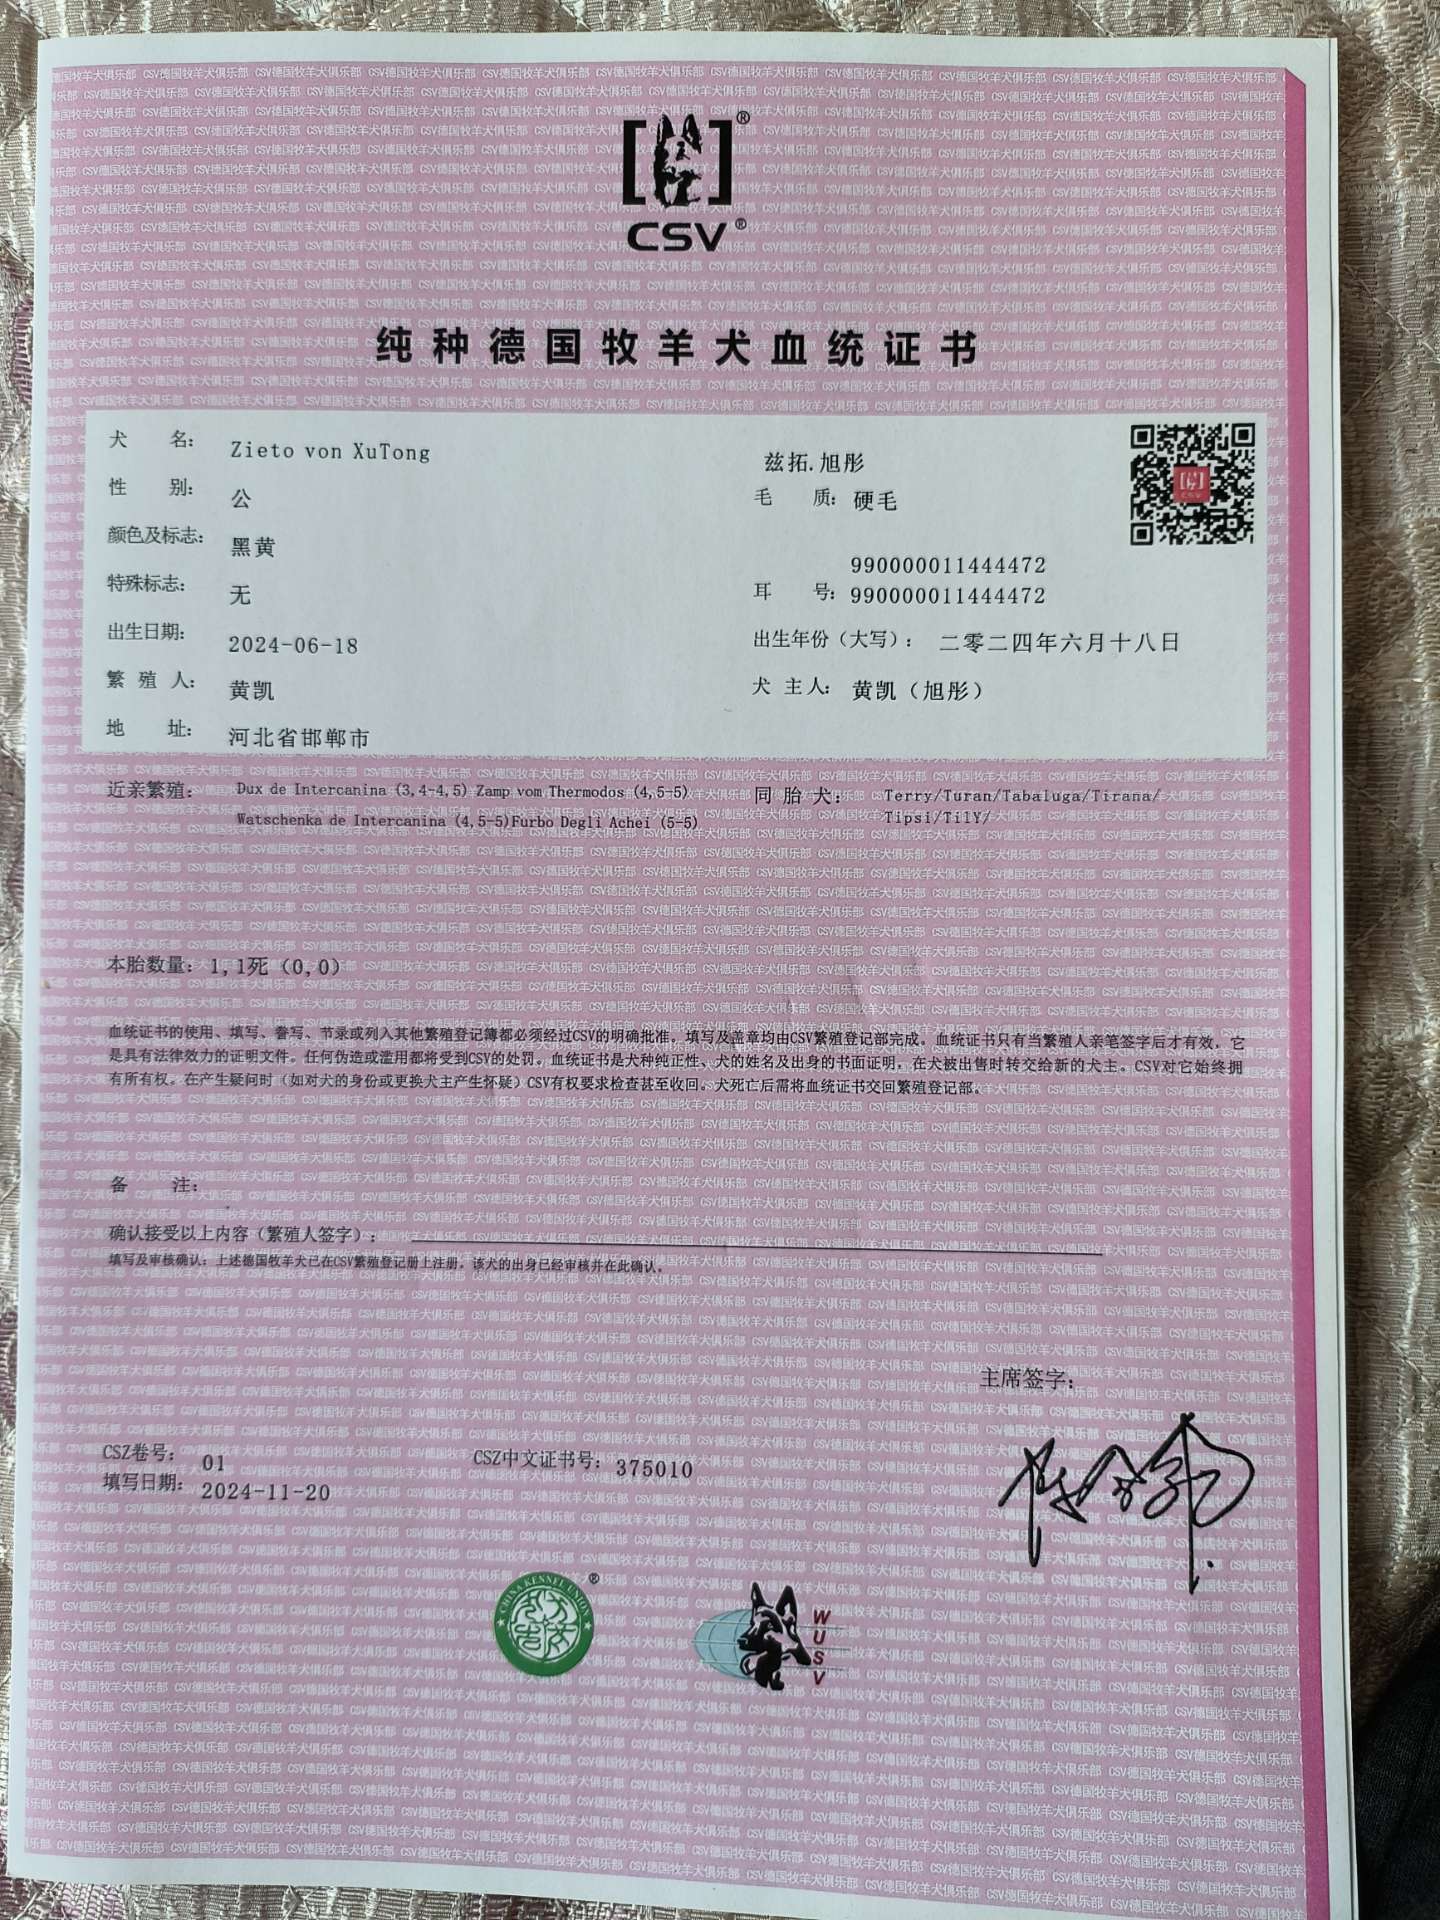 CSV
纯种德国牧羊犬血统证书
犬 名: Zieto von XuTong 兹拓.旭彤
性 别: 公 毛 质: 硬毛
颜色及标志: 黑黄
990000011444472
特殊标志: 无 耳 号: 990000011444472
出生日期: 2024-06-18 出生年份（大写）: 二零二四年六月十八日
繁 殖 人: 黄凯 犬 主 人: 黄凯（旭彤）
地 址: 河北省邯郸市
近亲繁殖: Dux de Intercanina (3,4-4,5) Zamp vom Thermodos (4,5-5) 同 胎 犬: Terry/Turan/Tabaluga/Tirana/
Watschenka de Intercanina (4,5-5)Furbo Degli Achei (5-5) Tipsi/TilY/
本胎数量: 1,1死（0,0）
血统证书的使用、填写、誊写、节录或列入其他繁殖登记簿都必须经过CSV的明确批准。填写及盖章均由CSV繁殖登记部完成。血统证书只有当繁殖人亲笔签字后才有效，它
是具有法律效力的证明文件。任何伪造或滥用都将受到CSV的处罚。血统证书是犬种纯正性、犬的姓名及出身的书面证明，在犬被出售时转交给新的犬主。CSV对它始终拥
有所有权。在产生疑问时（如对犬的身份或更换犬主产生怀疑）CSV有权要求检查甚至收回。犬死亡后需将血统证书交回繁殖登记部。
备 注:
确认接受以上内容（繁殖人签字）:
填写及审核确认: 上述德国牧羊犬已在CSV繁殖登记册上注册。该犬的出身已经审核并在此确认。
主席签字:
CSZ卷号: 01 CSZ中文证书号: 375010
填写日期: 2024-11-20
CHINA KENNEL UNION
WUSV